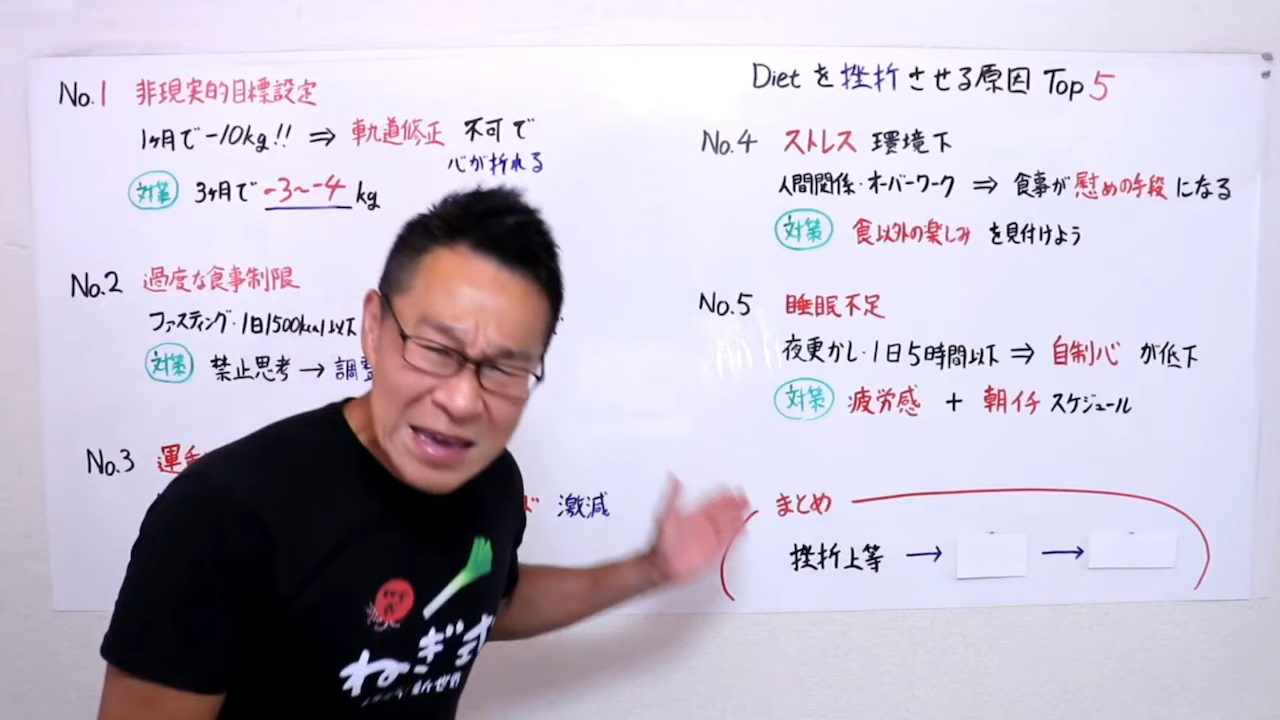 Dietを挫折させる原因 Top5
No.1 非現実的目標設定
1ヶ月で-10kg!! ⇒ 軌道修正 不可で
心が折れる
対策 3ヶ月で -3〜-4 kg
No.2 過度な食事制限
ファスティング・1日1500kcal以下
対策 禁止思考→調整
No.3 運
激減
No.4 ストレス 環境下
人間関係・オーバーワーク ⇒ 食事が慰めの手段になる
対策 食以外の楽しみ を見付けよう
No.5 睡眠不足
夜更かし・1日5時間以下 ⇒ 自制心 が低下
対策 疲労感 + 朝イチ スケジュール
まとめ
挫折上等 → →
ねぎ式